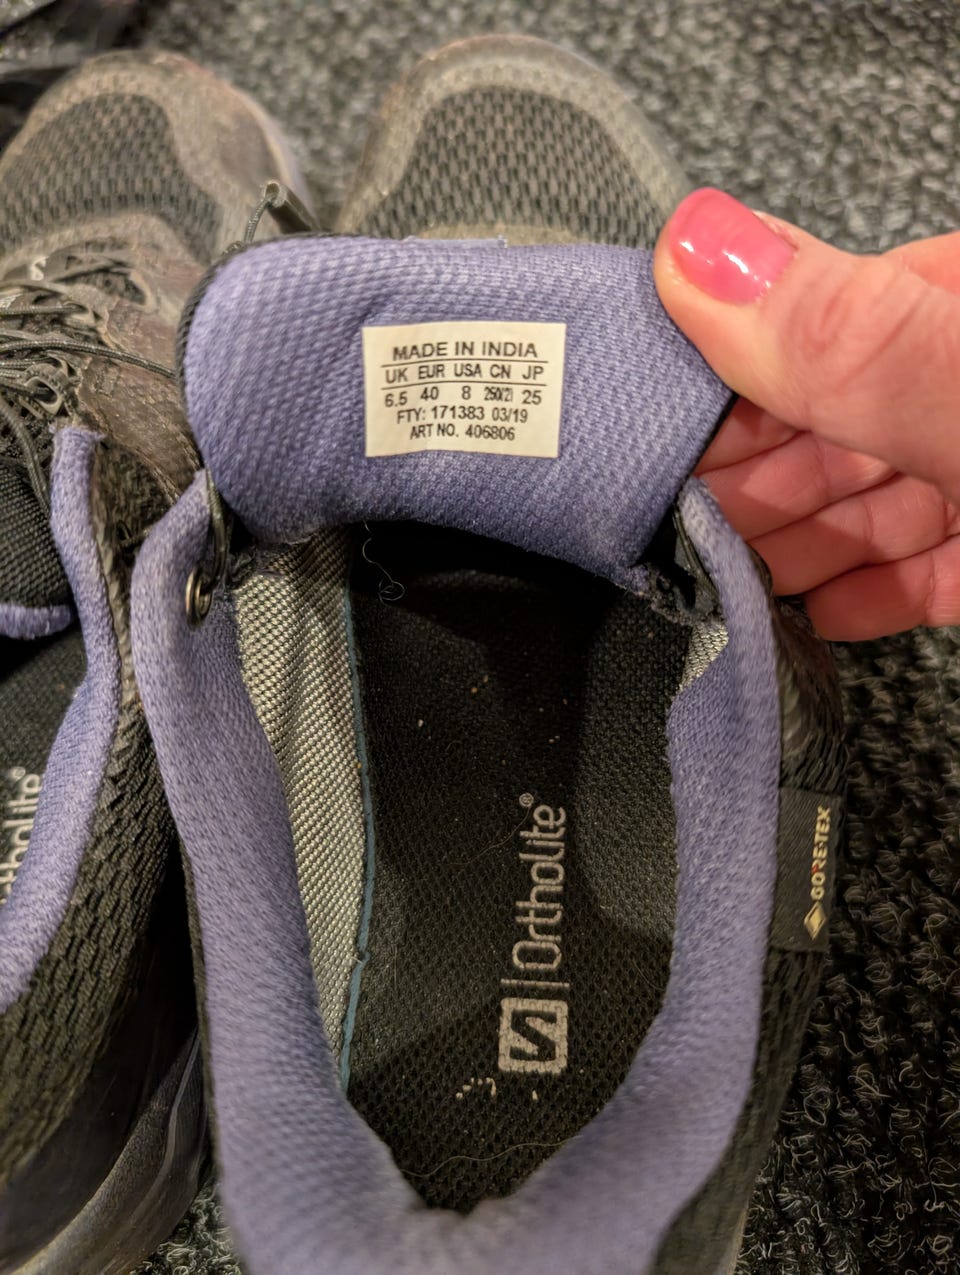 MADE IN INDIA
UK EUR USA CN JP
6.5 40 8 250(2) 25
FTY: 171383 03/19
ART NO. 406806
Ortholite®
GORE-TEX